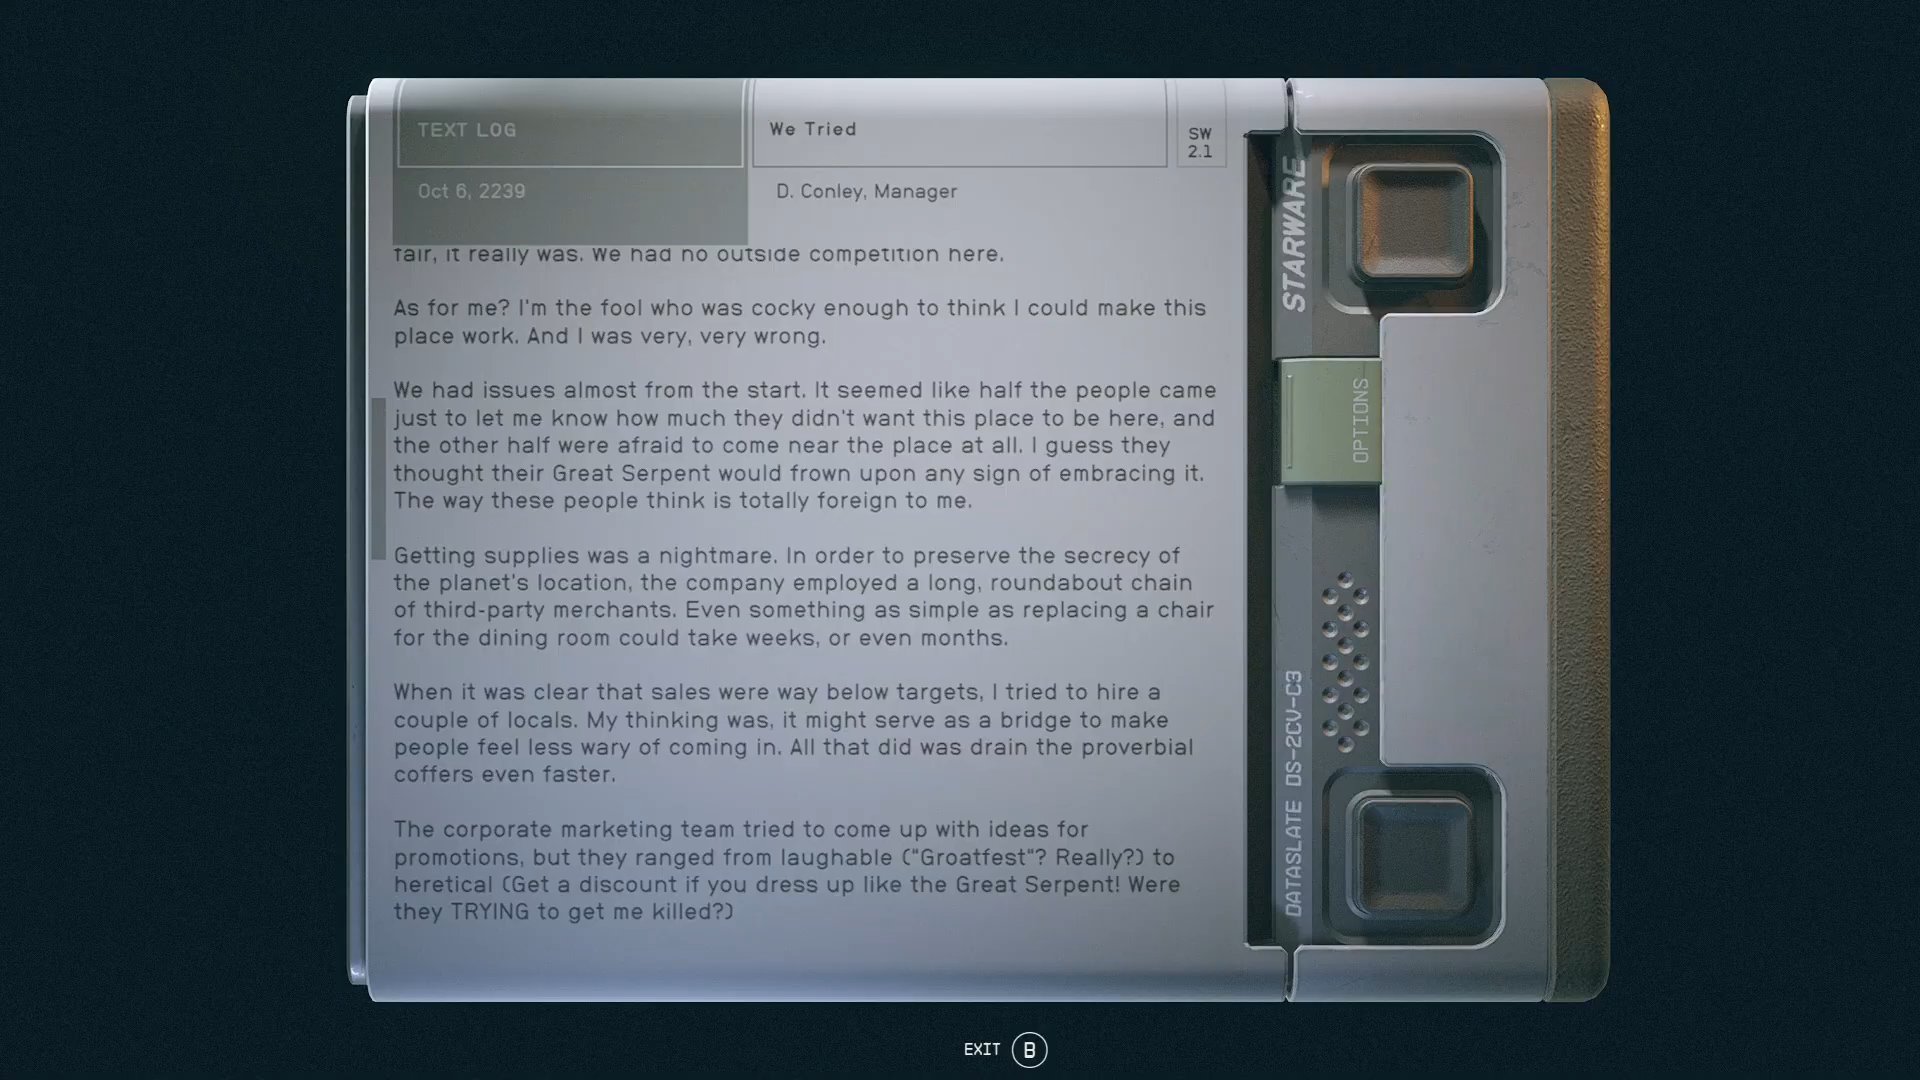 TEXT LOG
We Tried
SW
2.1
Oct 6, 2239
D. Conley, Manager
fair, it really was. We had no outside competition here.
As for me? I'm the fool who was cocky enough to think I could make this
place work. And I was very, very wrong.
We had issues almost from the start. It seemed like half the people came
just to let me know how much they didn't want this place to be here, and
the other half were afraid to come near the place at all. I guess they
thought their Great Serpent would frown upon any sign of embracing it.
The way these people think is totally foreign to me.
Getting supplies was a nightmare. In order to preserve the secrecy of
the planet's location, the company employed a long, roundabout chain
of third-party merchants. Even something as simple as replacing a chair
for the dining room could take weeks, or even months.
When it was clear that sales were way below targets, I tried to hire a
couple of locals. My thinking was, it might serve as a bridge to make
people feel less wary of coming in. All that did was drain the proverbial
coffers even faster.
The corporate marketing team tried to come up with ideas for
promotions, but they ranged from laughable ("Groatfest"? Really?) to
heretical (Get a discount if you dress up like the Great Serpent! Were
they TRYING to get me killed?)
STARWARE
OPTIONS
DATASLATE DS-2CV-C3
EXIT B